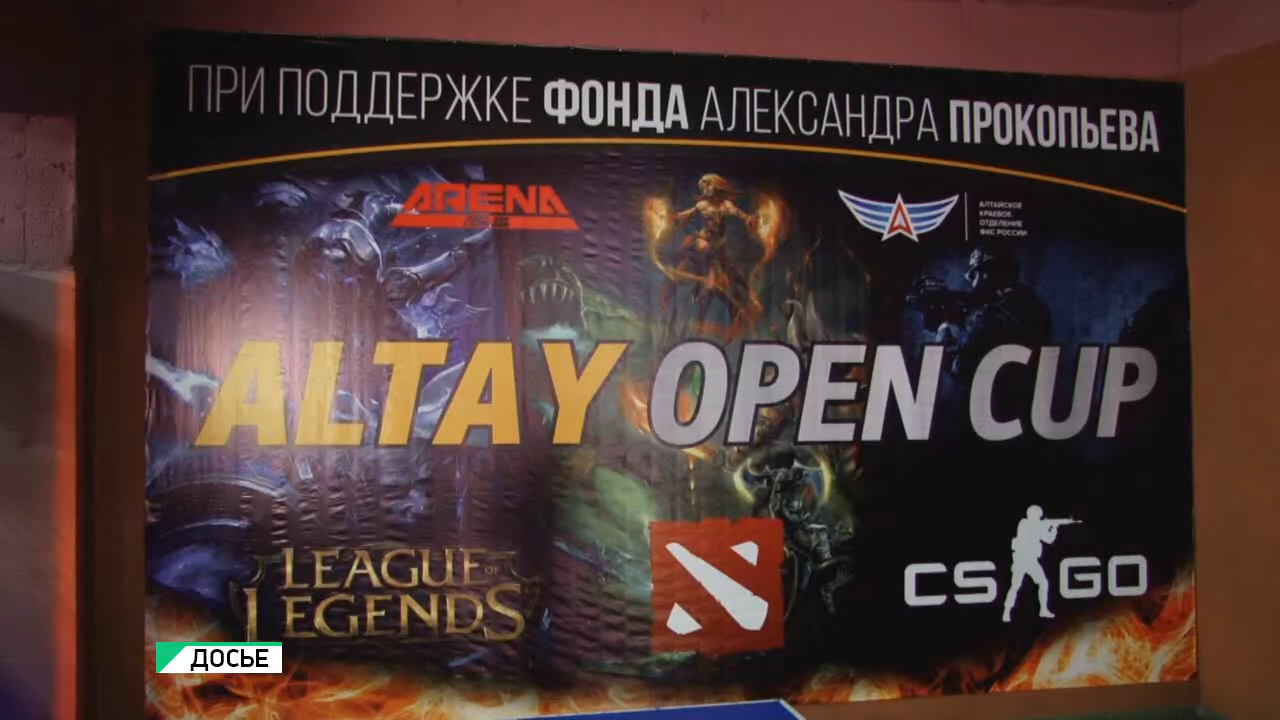 ПРИ ПОДДЕРЖКЕ ФОНДА АЛЕКСАНДРА ПРОКОПЬЕВА
ARENA
АЛТАЙСКОЕ
КРАЕВОЕ
ОТДЕЛЕНИЕ
ФКС РОССИИ
ALTAY OPEN CUP
LEAGUE OF
LEGENDS
CS GO
ДОСЬЕ